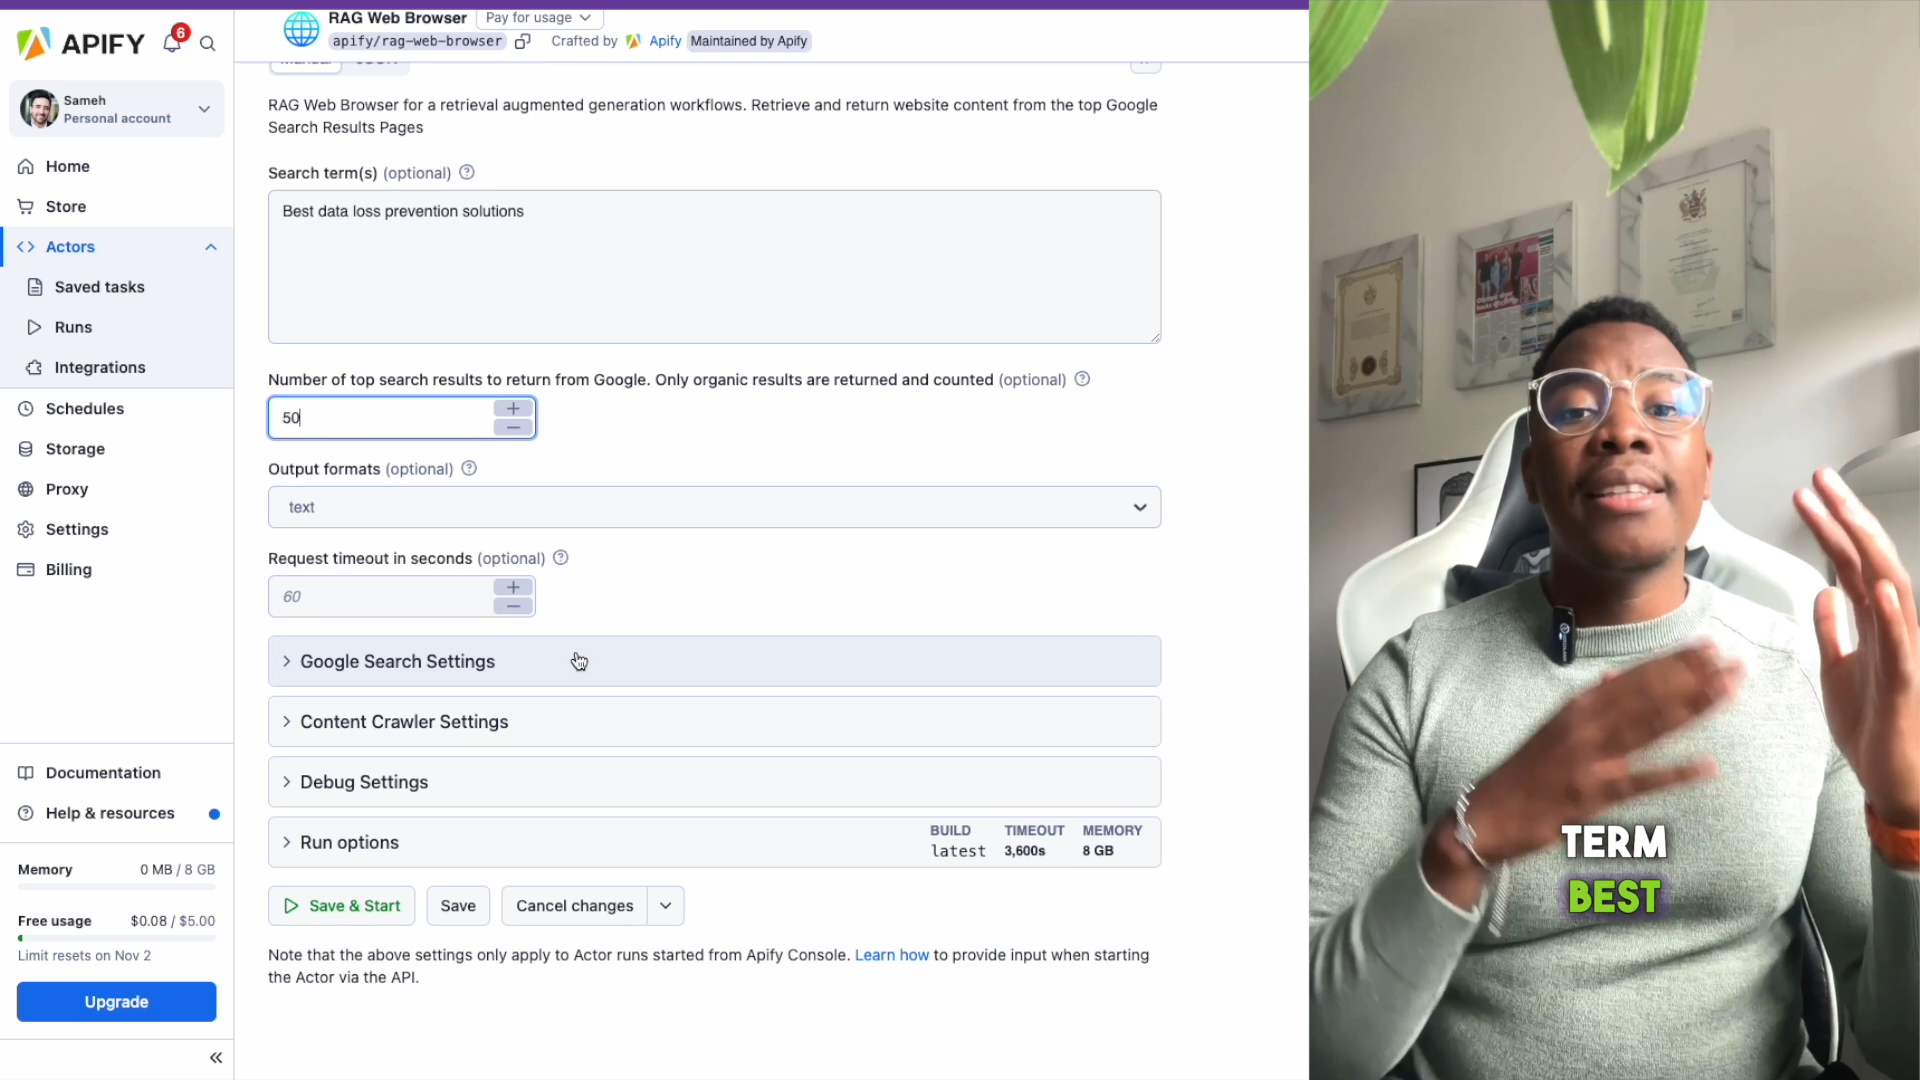 APIFY
6
Sameh
Personal account
Home
Store
Actors
Saved tasks
Runs
Integrations
Schedules
Storage
Proxy
Settings
Billing
Documentation
Help & resources
Memory 0 MB / 8 GB
Free usage $0.08 / $5.00
Limit resets on Nov 2
Upgrade
RAG Web Browser Pay for usage
apify/rag-web-browser Crafted by Apify Maintained by Apify
RAG Web Browser for a retrieval augmented generation workflows. Retrieve and return website content from the top Google
Search Results Pages
Search term(s) (optional)
Best data loss prevention solutions
Number of top search results to return from Google. Only organic results are returned and counted (optional)
50
Output formats (optional)
text
Request timeout in seconds (optional)
60
Google Search Settings
Content Crawler Settings
Debug Settings
Run options BUILD TIMEOUT MEMORY
latest 3,600s 8 GB
Save & Start Save Cancel changes
Note that the above settings only apply to Actor runs started from Apify Console. Learn how to provide input when starting
the Actor via the API.
TERM
BEST